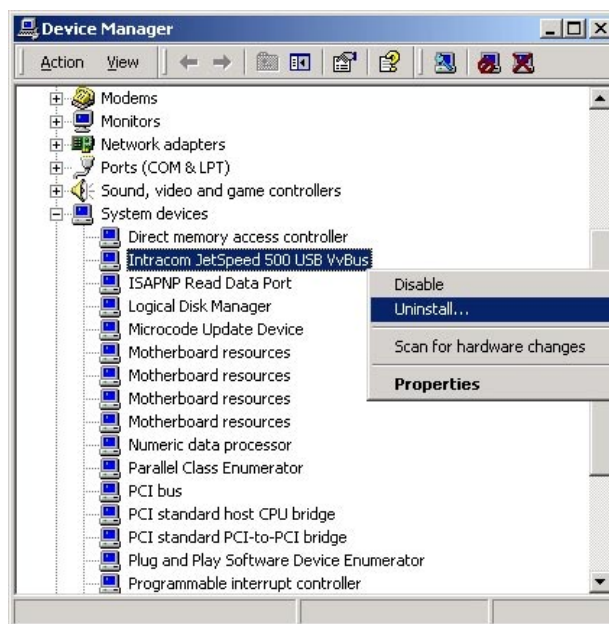 Device Manager
Action View
Modems
Monitors
Network adapters
Ports (COM & LPT)
Sound, video and game controllers
System devices
Direct memory access controller
Intracom JetSpeed 500 USB VvBus
ISAPNP Read Data Port
Logical Disk Manager
Microcode Update Device
Motherboard resources
Motherboard resources
Motherboard resources
Motherboard resources
Numeric data processor
Parallel Class Enumerator
PCI bus
PCI standard host CPU bridge
PCI standard PCI-to-PCI bridge
Plug and Play Software Device Enumerator
Programmable interrupt controller
Disable
Uninstall...
Scan for hardware changes
Properties